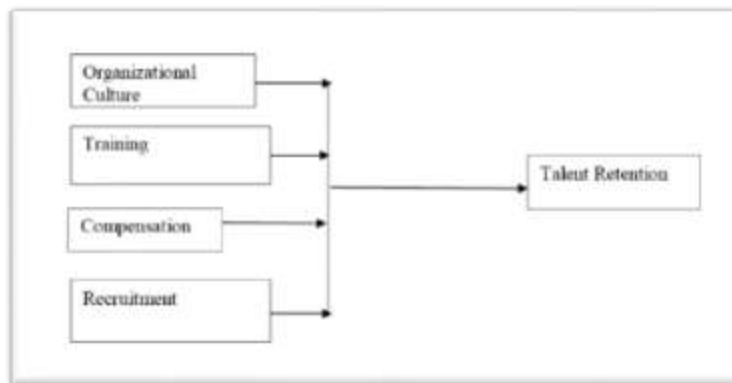 Organizational
Culture
Training
Talent Retention
Compensation
Recruitment